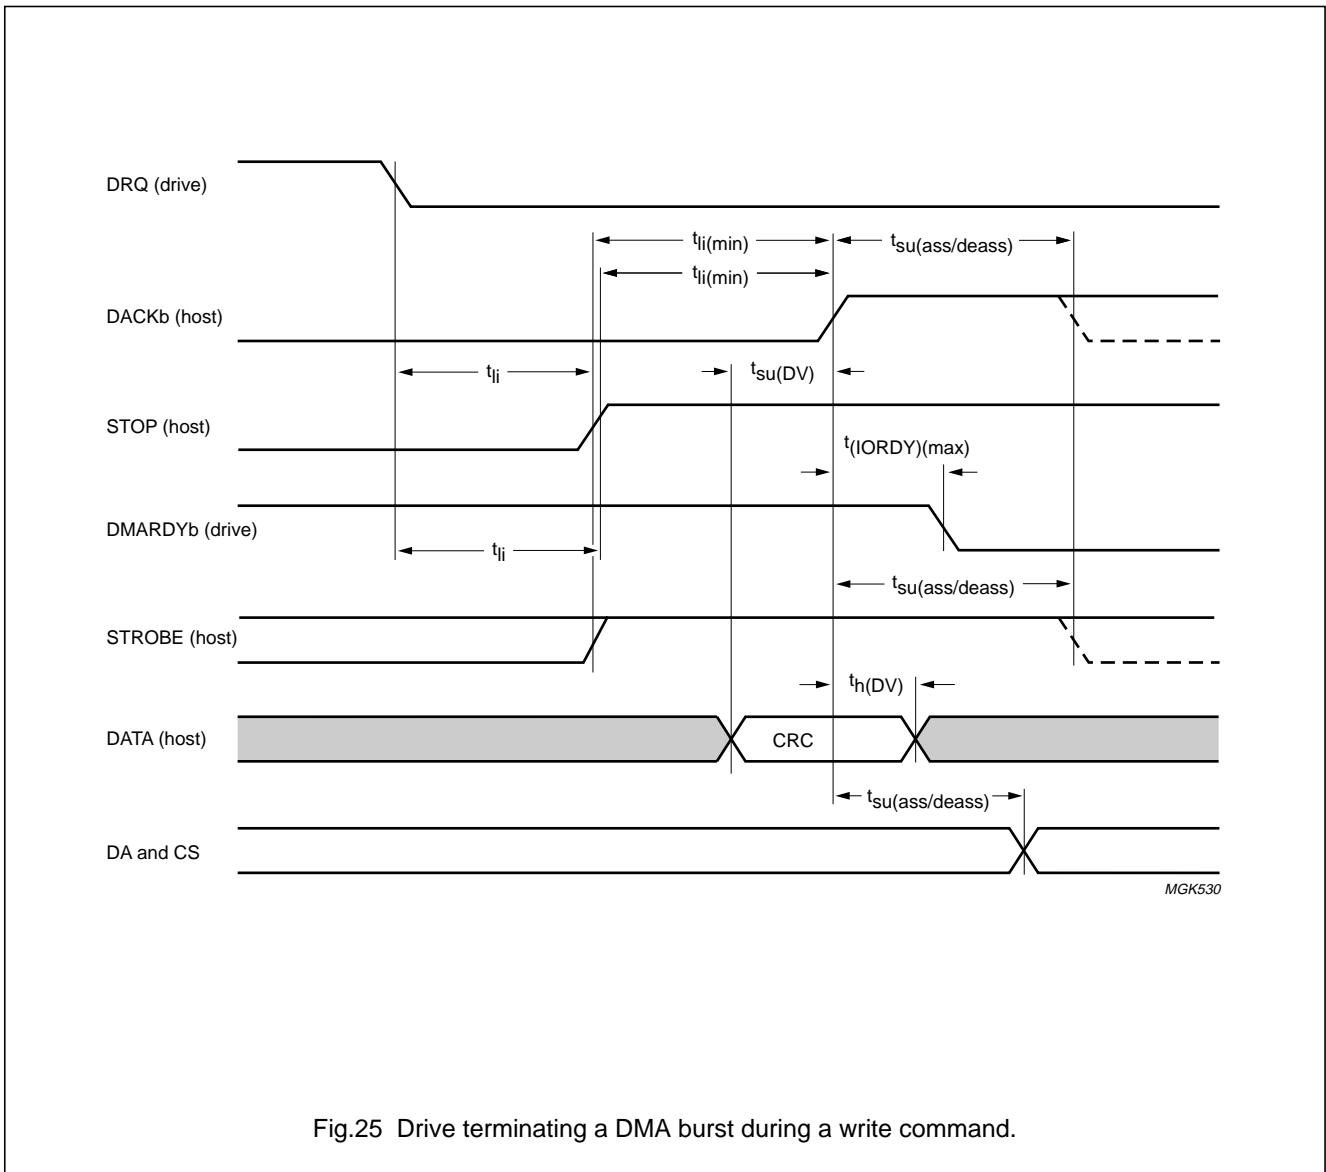 DRQ (drive)
tli(min)
tsu(ass/deass)
tli(min)
DACKb (host)
tli
tsu(DV)
STOP (host)
t(IORDY)(max)
DMARDYb (drive)
tli
tsu(ass/deass)
STROBE (host)
th(DV)
DATA (host)
CRC
tsu(ass/deass)
DA and CS
MGK530
Fig.25 Drive terminating a DMA burst during a write command.